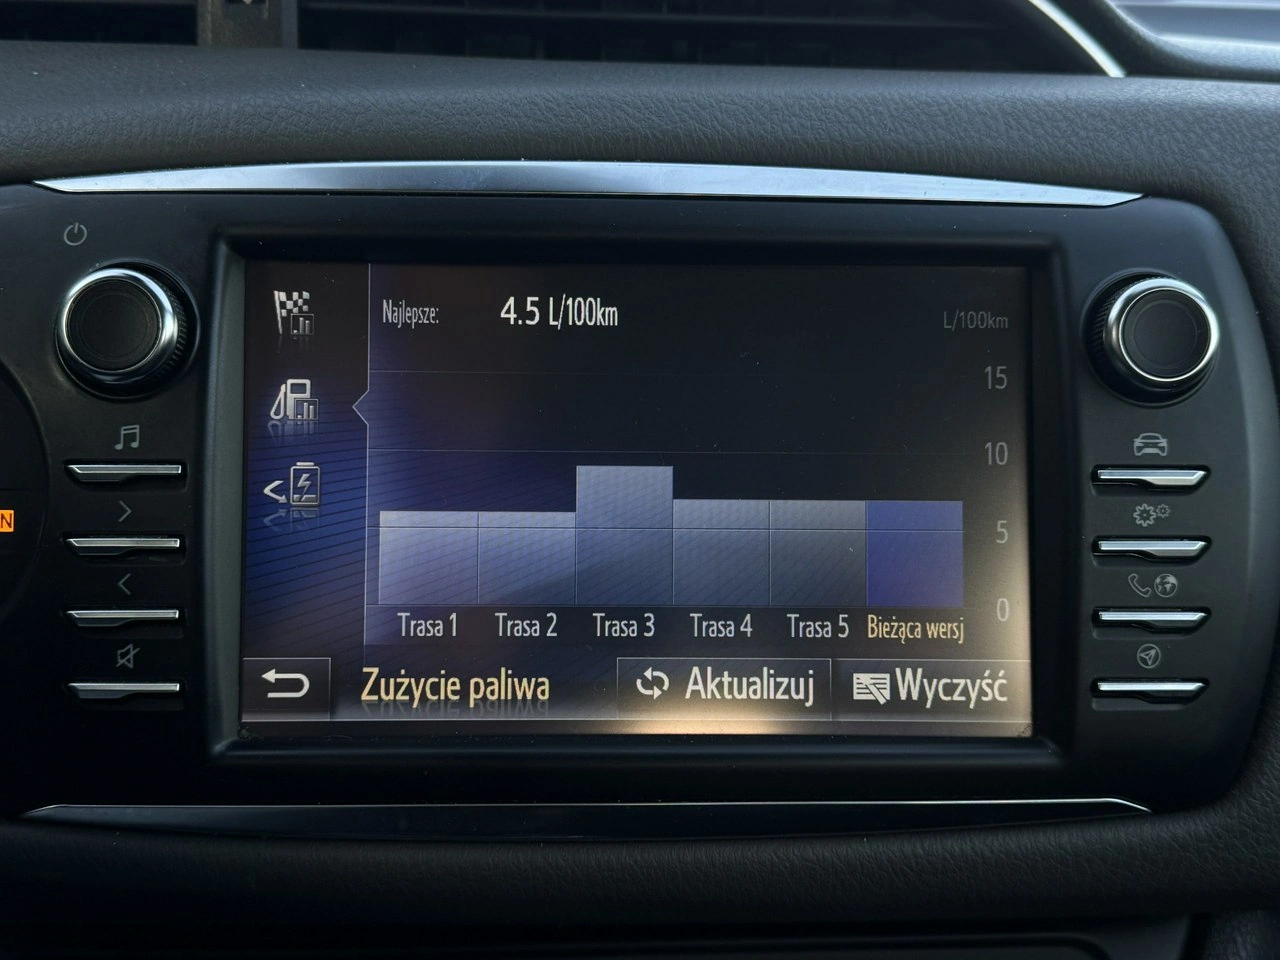 Najlepsze: 4.5 L/100km
L/100km
15
10
5
0
Trasa 1 Trasa 2 Trasa 3 Trasa 4 Trasa 5 Bieżąca wersj
Zużycie paliwa Aktualizuj Wyczyść
N